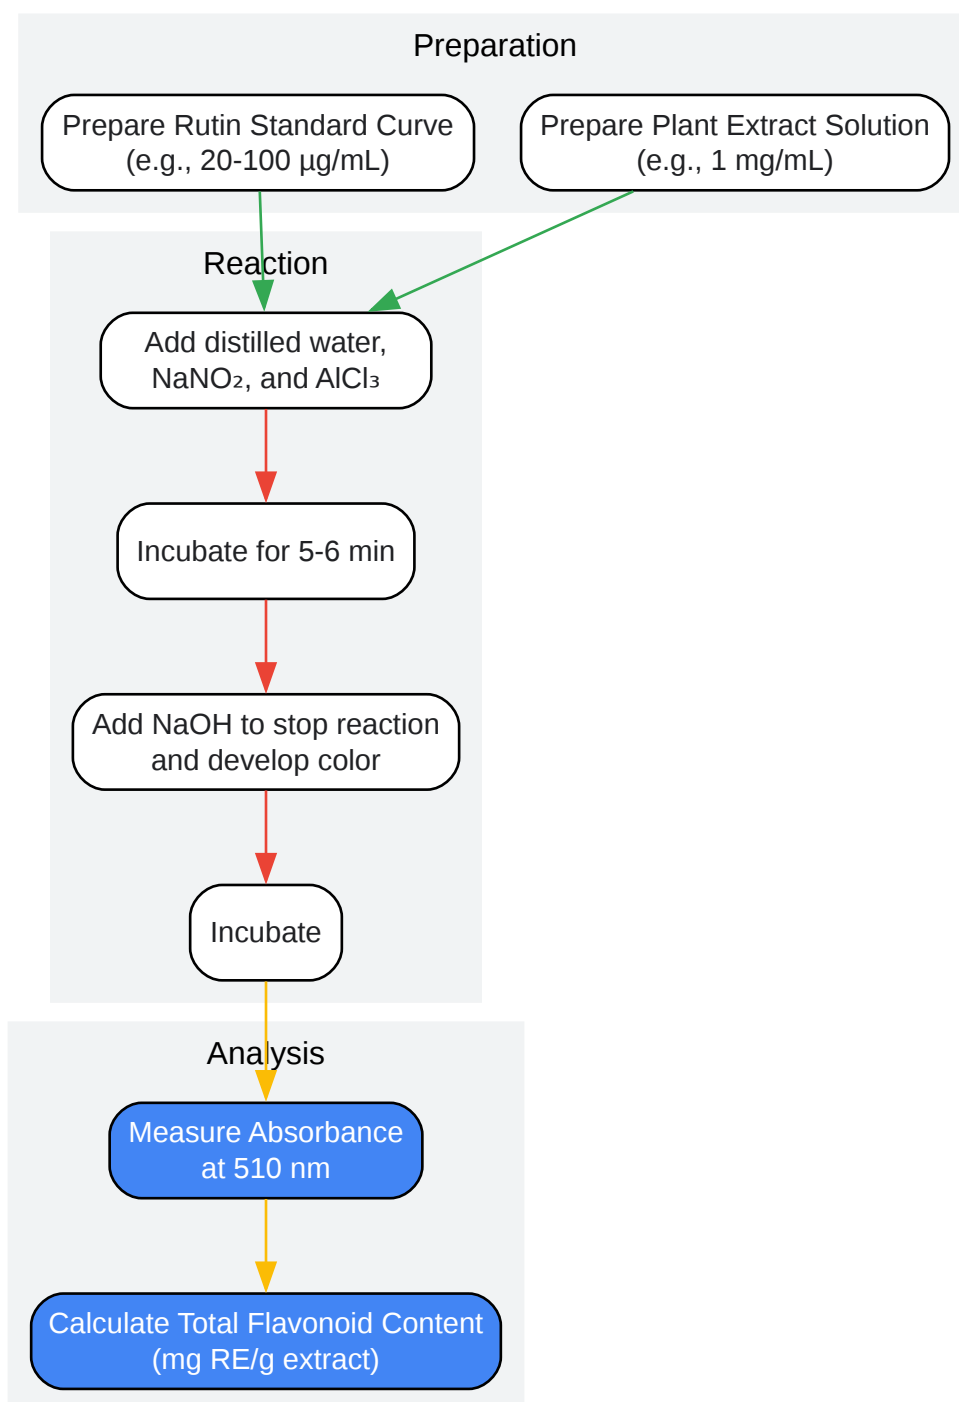 Preparation
Prepare Rutin Standard Curve
(e.g., 20-100 µg/mL)
Prepare Plant Extract Solution
(e.g., 1 mg/mL)
Reaction
Add distilled water,
NaNO₂, and AlCl₃
Incubate for 5-6 min
Add NaOH to stop reaction
and develop color
Incubate
Analysis
Measure Absorbance
at 510 nm
Calculate Total Flavonoid Content
(mg RE/g extract)